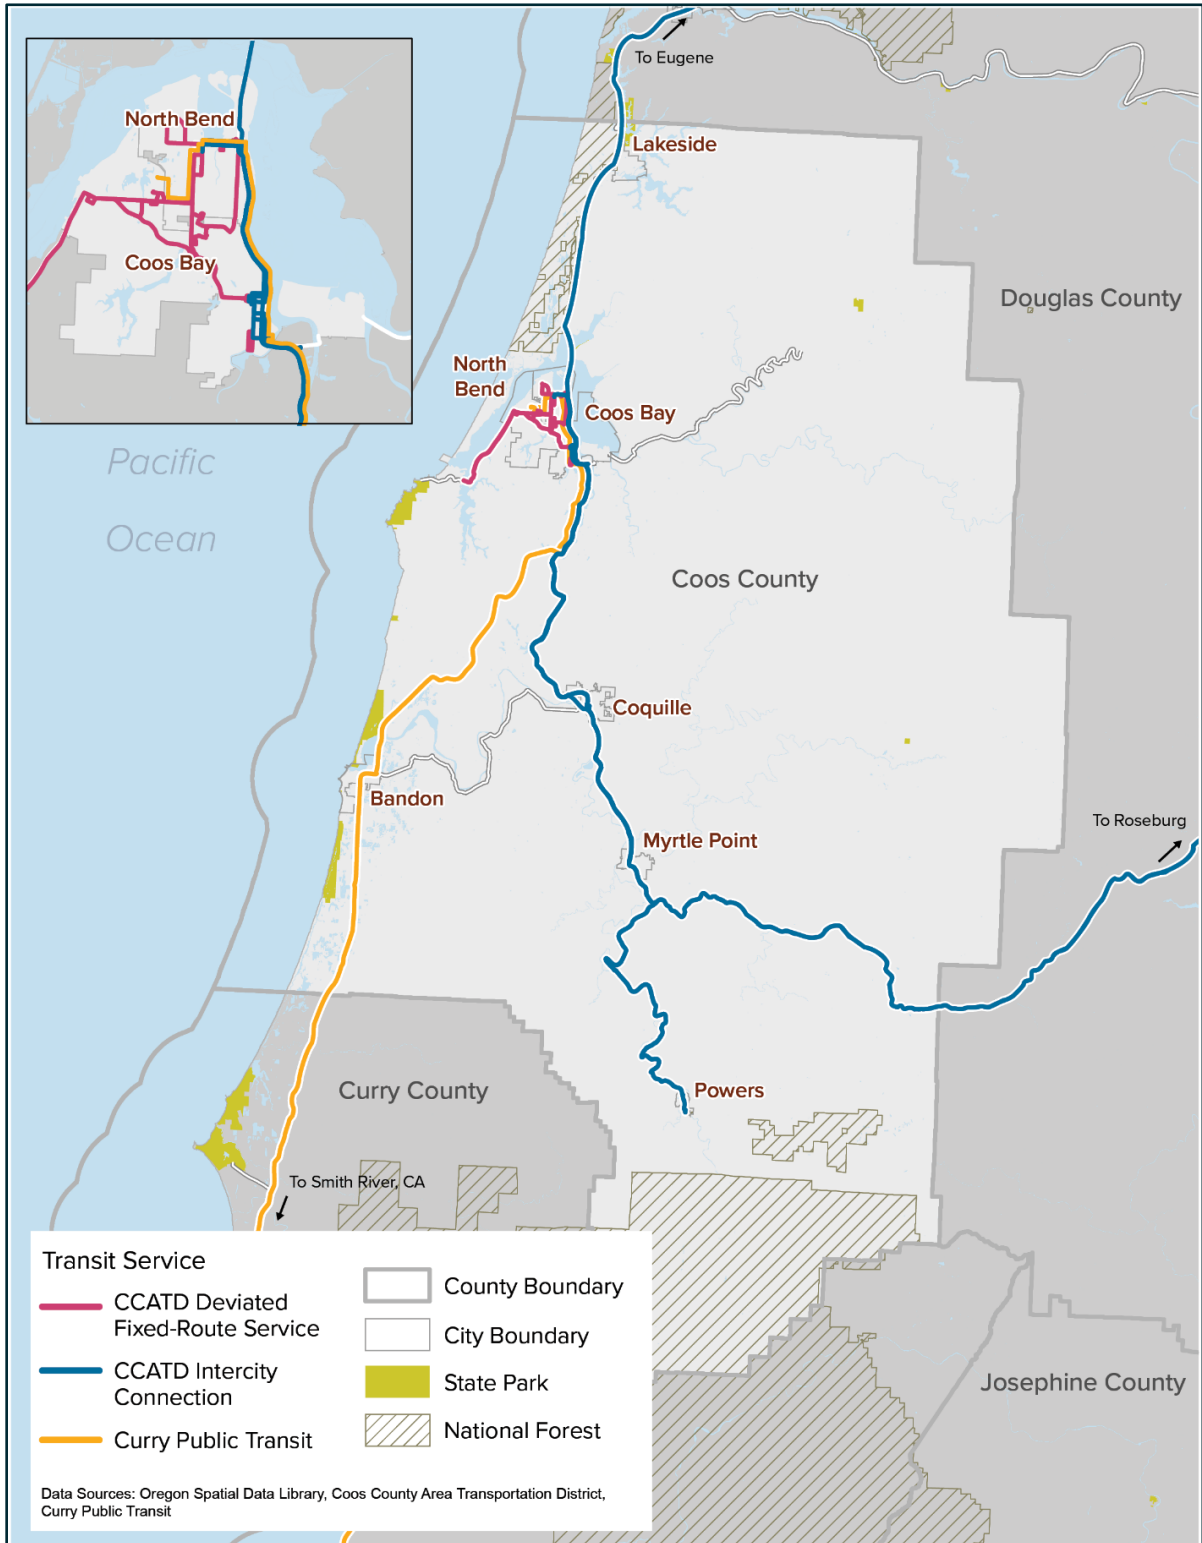 To Eugene
North Bend
Coos Bay
Lakeside
Douglas County
North
Bend
Coos Bay
Pacific
Ocean
Coos County
Coquille
Bandon
Myrtle Point
To Roseburg
Curry County
Powers
To Smith River, CA
Transit Service
CCATD Deviated
Fixed-Route Service
CCATD Intercity
Connection
Curry Public Transit
County Boundary
City Boundary
State Park
National Forest
Josephine County
Data Sources: Oregon Spatial Data Library, Coos County Area Transportation District,
Curry Public Transit